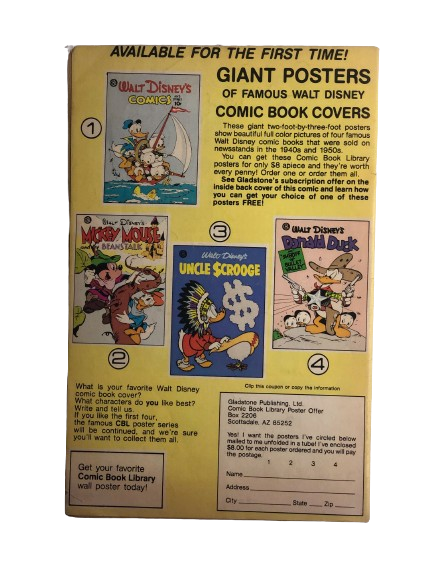 AVAILABLE FOR THE FIRST TIME!
GIANT POSTERS
OF FAMOUS WALT DISNEY
COMIC BOOK COVERS
These giant two-foot-by-three-foot posters
show beautiful full color pictures of four famous
Walt Disney comic books that were sold on
newsstands in the 1940s and 1950s.
You can get these Comic Book Library
posters for only $8 apiece and they're worth
every penny! Order one or order them all.
See Gladstone's subscription offer on the
inside back cover of this comic and learn how
you can get your choice of one of these
posters FREE!
WALT DISNEY'S
COMICS
10¢
1
WALT DISNEY'S
MICKEY MOUSE
BEANSTALK
2
3
Walt Disney's
UNCLE $CROOGE
WALT DISNEY'S
Donald Duck
4
What is your favorite Walt Disney
comic book cover?
What characters do you like best?
Write and tell us.
If you like the first four,
the famous CBL poster series
will be continued, and we're sure
you'll want to collect them all.
Get your favorite
Comic Book Library
wall poster today!
Clip this coupon or copy the information
Gladstone Publishing, Ltd.
Comic Book Library Poster Offer
Box 2206
Scottsdale, AZ 85252
Yes! I want the posters I've circled below
mailed to me unfolded in a tube! I've enclosed
$8.00 for each poster ordered and you will pay
the postage.
1 2 3 4
Name
Address
City State Zip